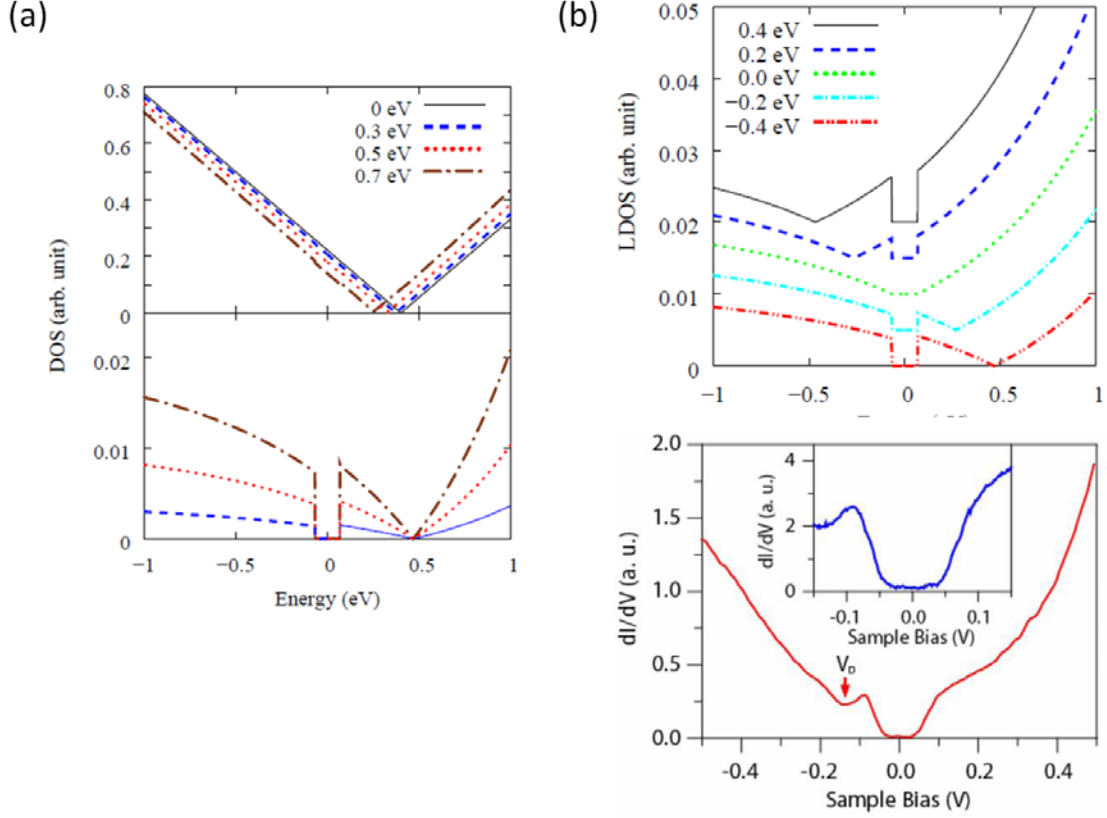 (a)
(b)
0.8
0.6
0.4
0.2
0
0 eV
0.3 eV
0.5 eV
0.7 eV
0.02
0.01
0
−1
−0.5
0
0.5
1
DOS (arb. unit)
Energy (eV)
0.05
0.04
0.03
0.02
0.01
0
0.4 eV
0.2 eV
0.0 eV
−0.2 eV
−0.4 eV
−1
−0.5
0
0.5
1
LDOS (arb. unit)
2.0
1.5
1.0
0.5
0.0
dI/dV (a. u.)
4
2
0
dI/dV (a. u.)
-0.1
0.0
0.1
Sample Bias (V)
V_D
-0.4
-0.2
0.0
0.2
0.4
Sample Bias (V)